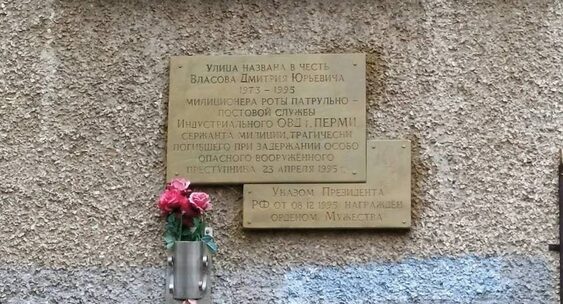 Улица названа в честь
Власова Дмитрия Юрьевича
1973 – 1995
милиционера роты патрульно –
– постовой службы
Индустриального ОВД г. Перми
сержанта милиции, трагически
погибшего при задержании особо
опасного вооружённого
преступника 23 апреля 1995 г.
Указом Президента
РФ от 08.12.1995 награжден
орденом Мужества